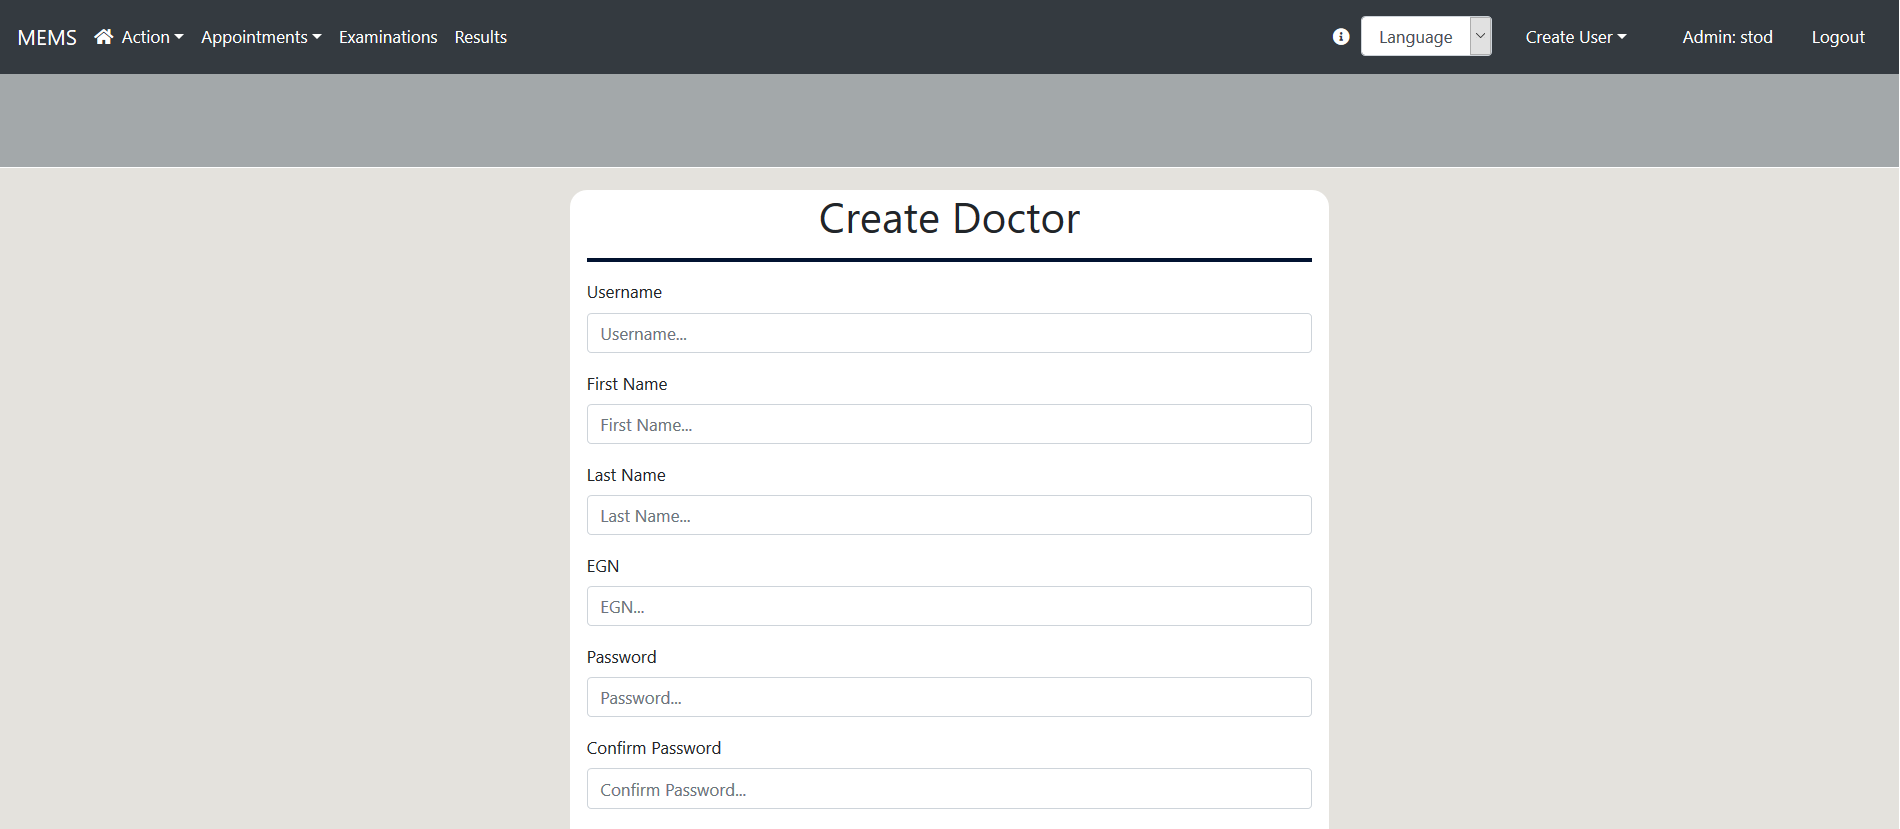 MEMS Action Appointments Examinations Results Language Create User Admin: stod Logout
Create Doctor
Username
Username...
First Name
First Name...
Last Name
Last Name...
EGN
EGN...
Password
Password...
Confirm Password
Confirm Password...